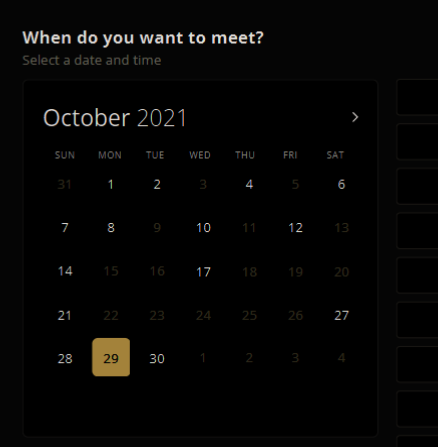 When do you want to meet?
Select a date and time
October 2021
SUN MON TUE WED THU FRI SAT
31 1 2 3 4 5 6
7 8 9 10 11 12 13
14 15 16 17 18 19 20
21 22 23 24 25 26 27
28 29 30 1 2 3 4